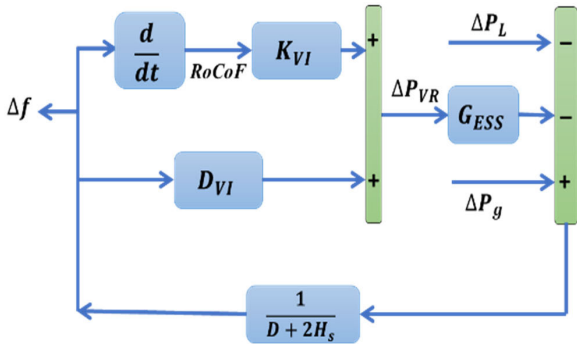 d
dt
RoCoF
K_VI
+
ΔP_L
−
Δf
ΔP_VR
G_ESS
−
D_VI
+
+
ΔP_g
1
D + 2H_s